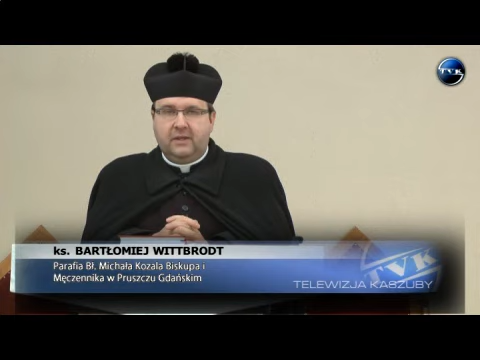 TVK
ks. BARTŁOMIEJ WITTBRODT
Parafia Bł. Michała Kozala Biskupa i
Męczennika w Pruszczu Gdańskim
TVK
TELEWIZJA KASZUBY